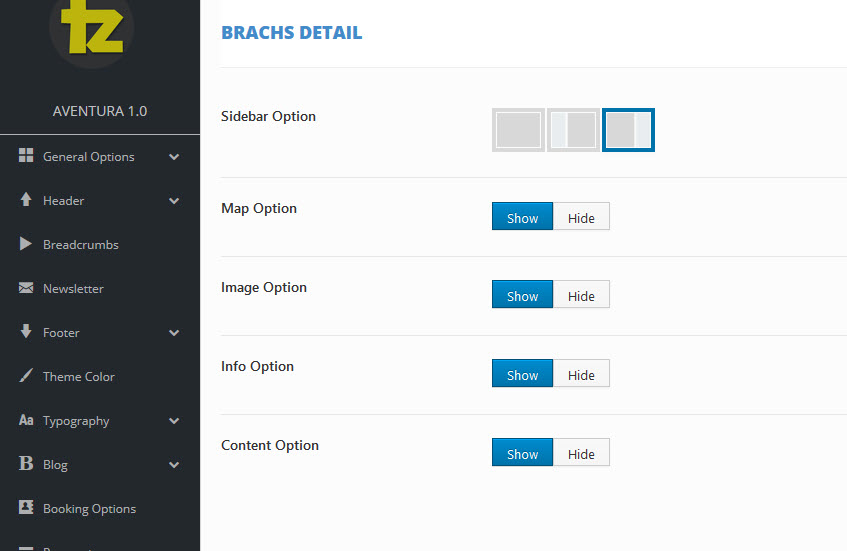 tz
AVENTURA 1.0
General Options
Header
Breadcrumbs
Newsletter
Footer
Theme Color
Aa Typography
B Blog
Booking Options
BRACHS DETAIL
Sidebar Option
Map Option
Show Hide
Image Option
Show Hide
Info Option
Show Hide
Content Option
Show Hide